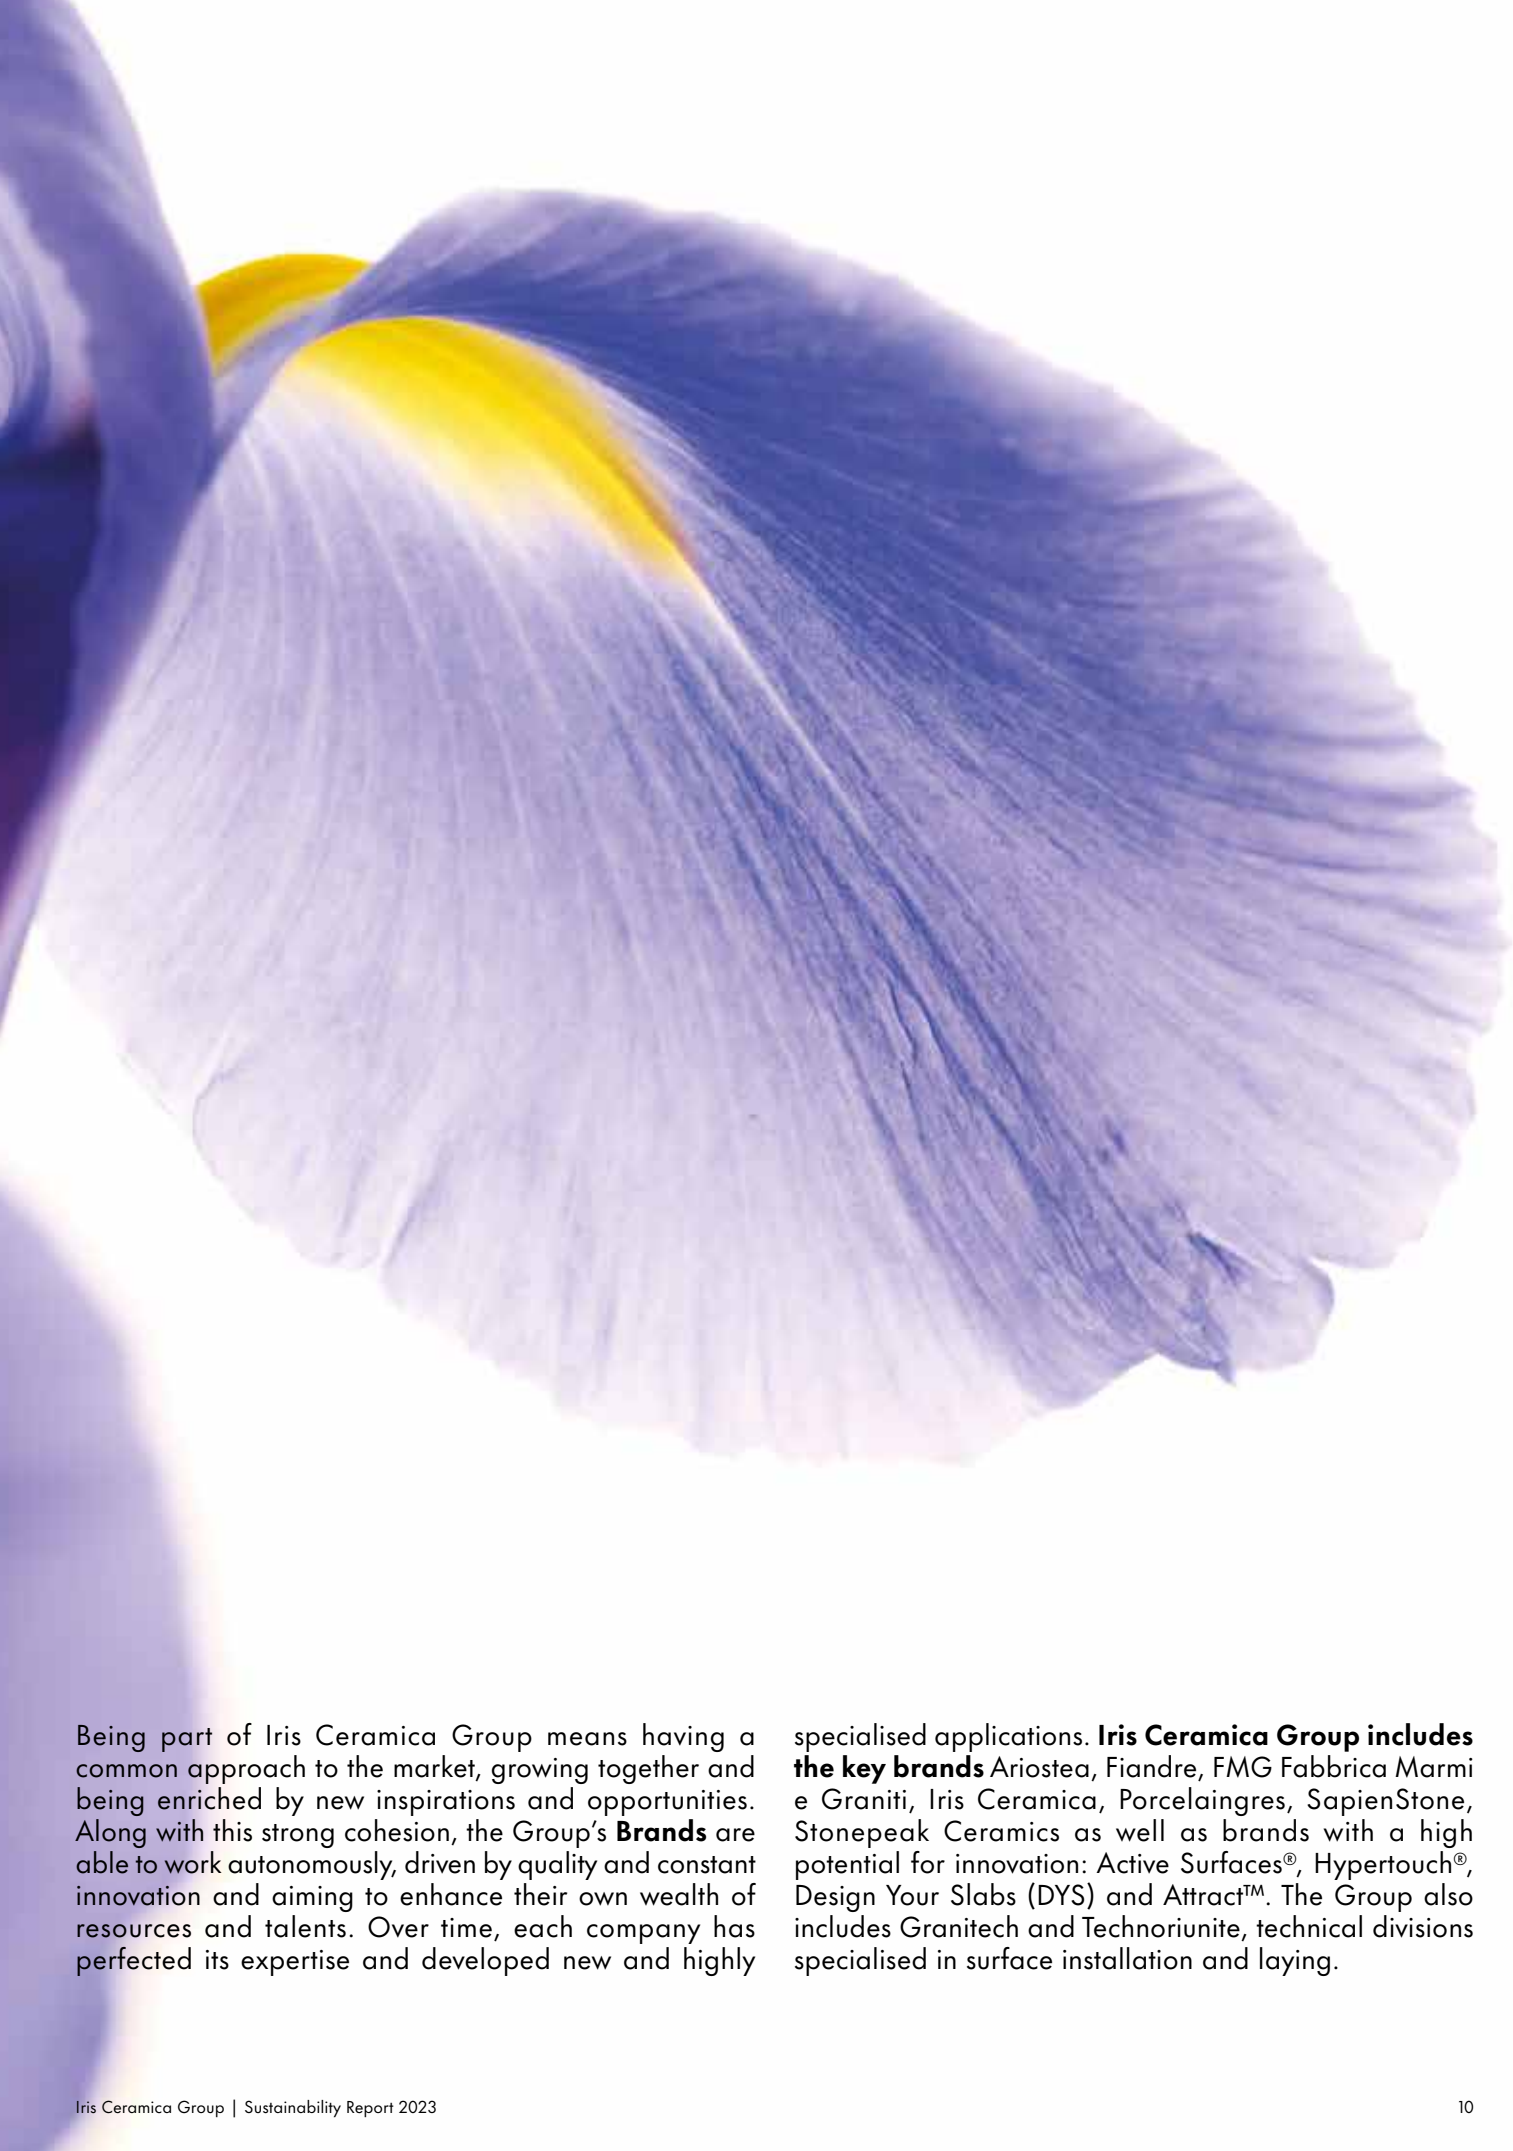 Being part of Iris Ceramica Group means having a
common approach to the market, growing together and
being enriched by new inspirations and opportunities.
Along with this strong cohesion, the Group’s Brands are
able to work autonomously, driven by quality and constant
innovation and aiming to enhance their own wealth of
resources and talents. Over time, each company has
perfected its expertise and developed new and highly
specialised applications. Iris Ceramica Group includes
the key brands Ariostea, Fiandre, FMG Fabbrica Marmi
e Graniti, Iris Ceramica, Porcelaingres, SapienStone,
Stonepeak Ceramics as well as brands with a high
potential for innovation: Active Surfaces®, Hypertouch®,
Design Your Slabs (DYS) and Attract™. The Group also
includes Granitech and Technoriunite, technical divisions
specialised in surface installation and laying.
Iris Ceramica Group | Sustainability Report 2023
10